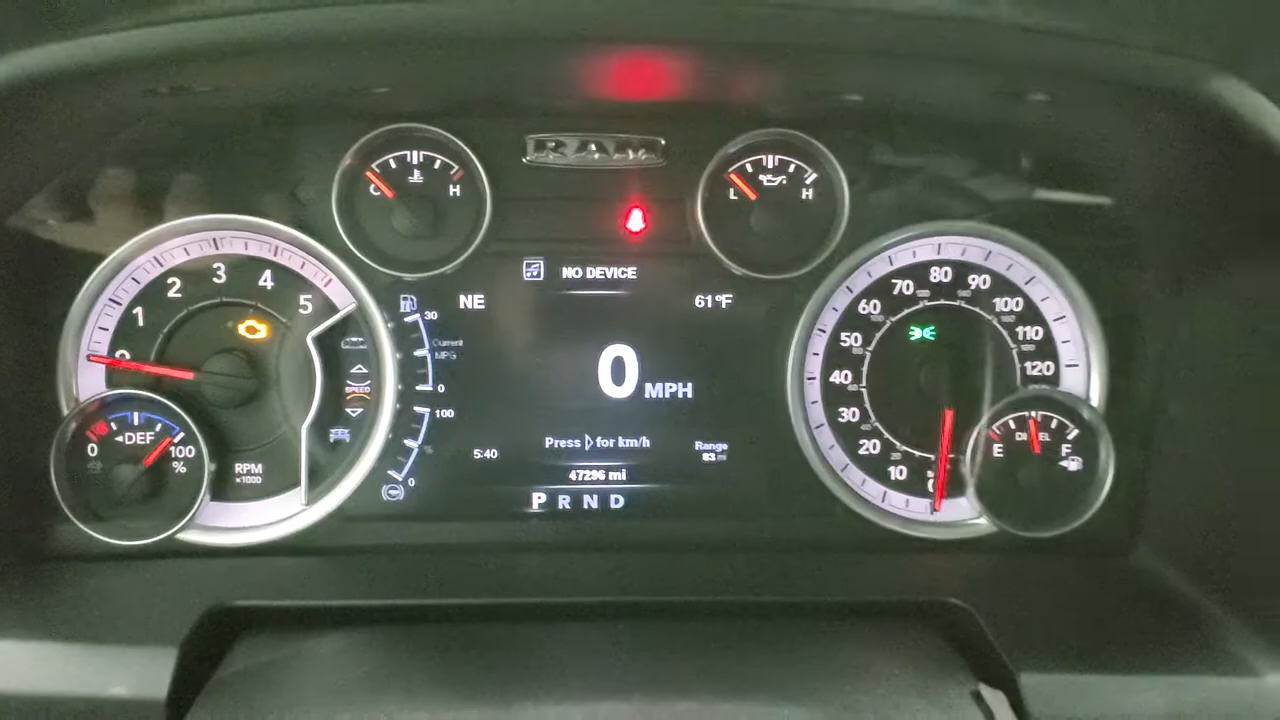 RAM
C H
L H
NO DEVICE
NE 61°F
0 MPH
Press for km/h
Range
83 mi
5:40
47296 mi
P R N D
0 1 2 3 4 5
RPM
×1000
DEF
0 100
%
SPEED
30
Current
MPG
0
100
0
10 20 30 40 50 60 70 80 90 100 110 120
DIESEL
E F